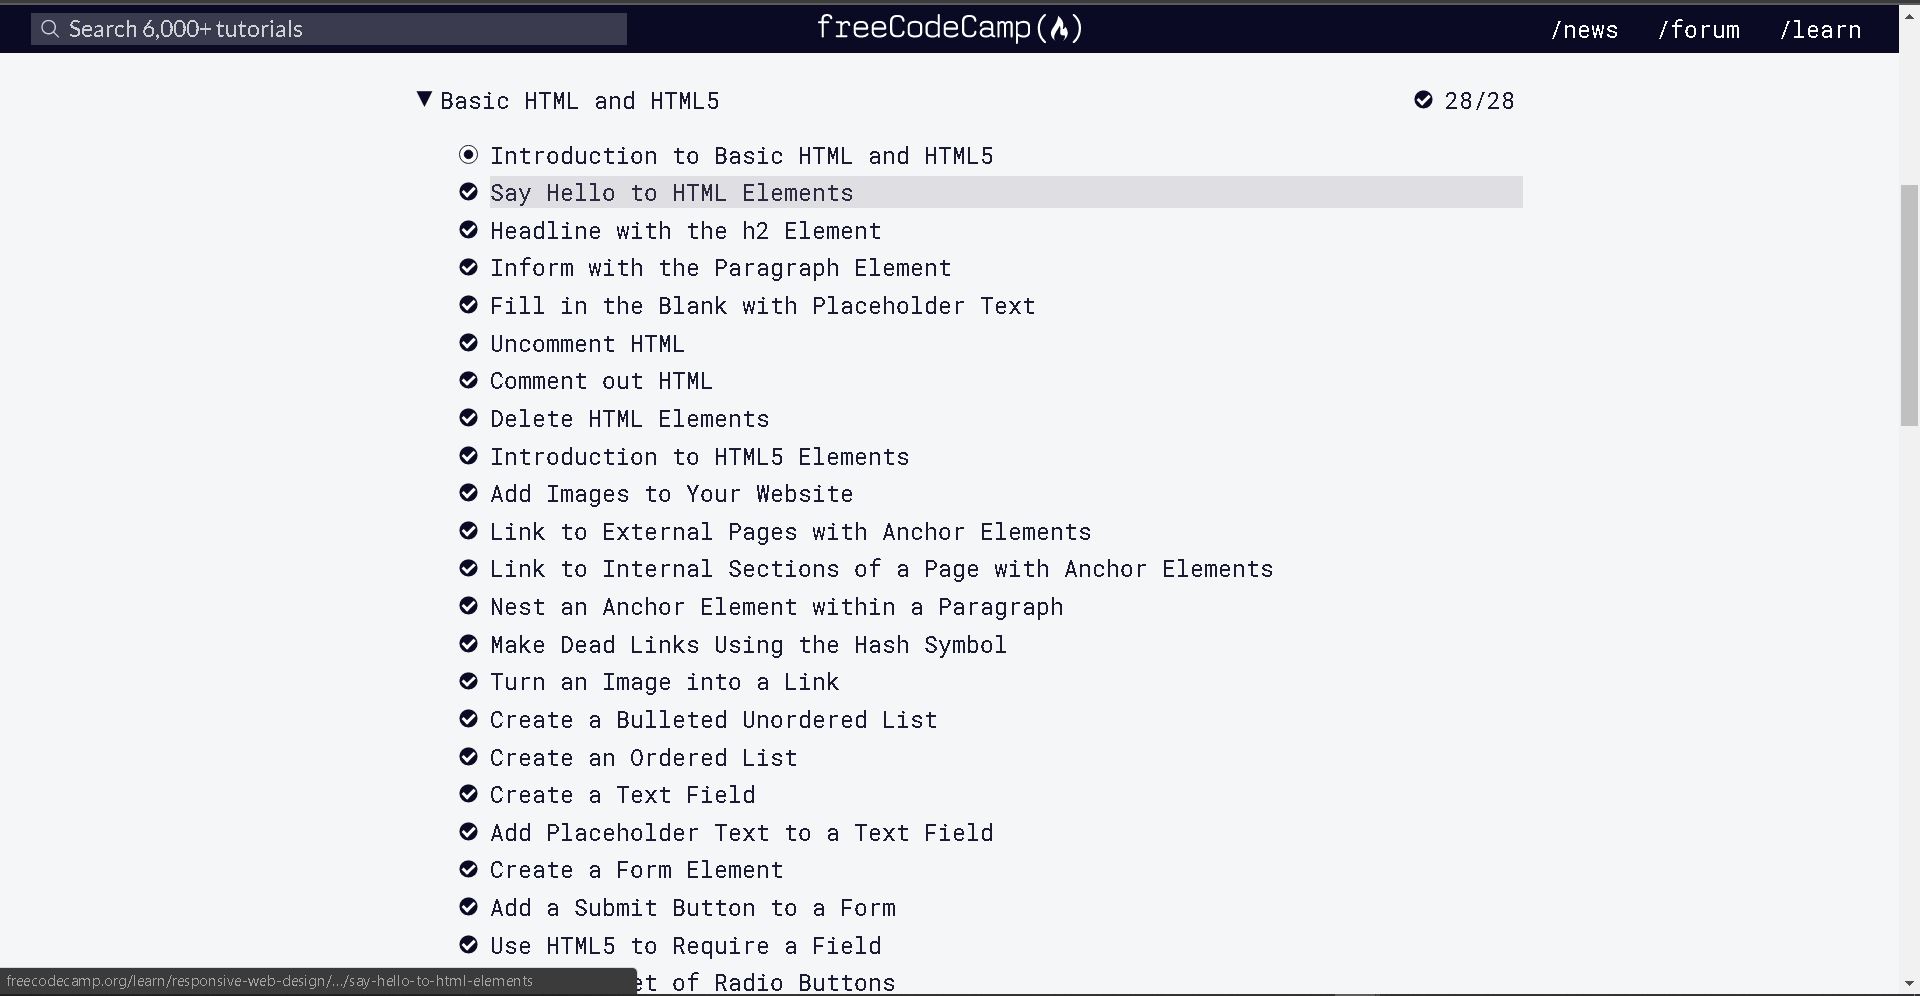 Search 6,000+ tutorials
freeCodeCamp
/news /forum /learn
Basic HTML and HTML5 28/28
Introduction to Basic HTML and HTML5
Say Hello to HTML Elements
Headline with the h2 Element
Inform with the Paragraph Element
Fill in the Blank with Placeholder Text
Uncomment HTML
Comment out HTML
Delete HTML Elements
Introduction to HTML5 Elements
Add Images to Your Website
Link to External Pages with Anchor Elements
Link to Internal Sections of a Page with Anchor Elements
Nest an Anchor Element within a Paragraph
Make Dead Links Using the Hash Symbol
Turn an Image into a Link
Create a Bulleted Unordered List
Create an Ordered List
Create a Text Field
Add Placeholder Text to a Text Field
Create a Form Element
Add a Submit Button to a Form
Use HTML5 to Require a Field
of Radio Buttons
freecodecamp.org/learn/responsive-web-design/.../say-hello-to-html-elements